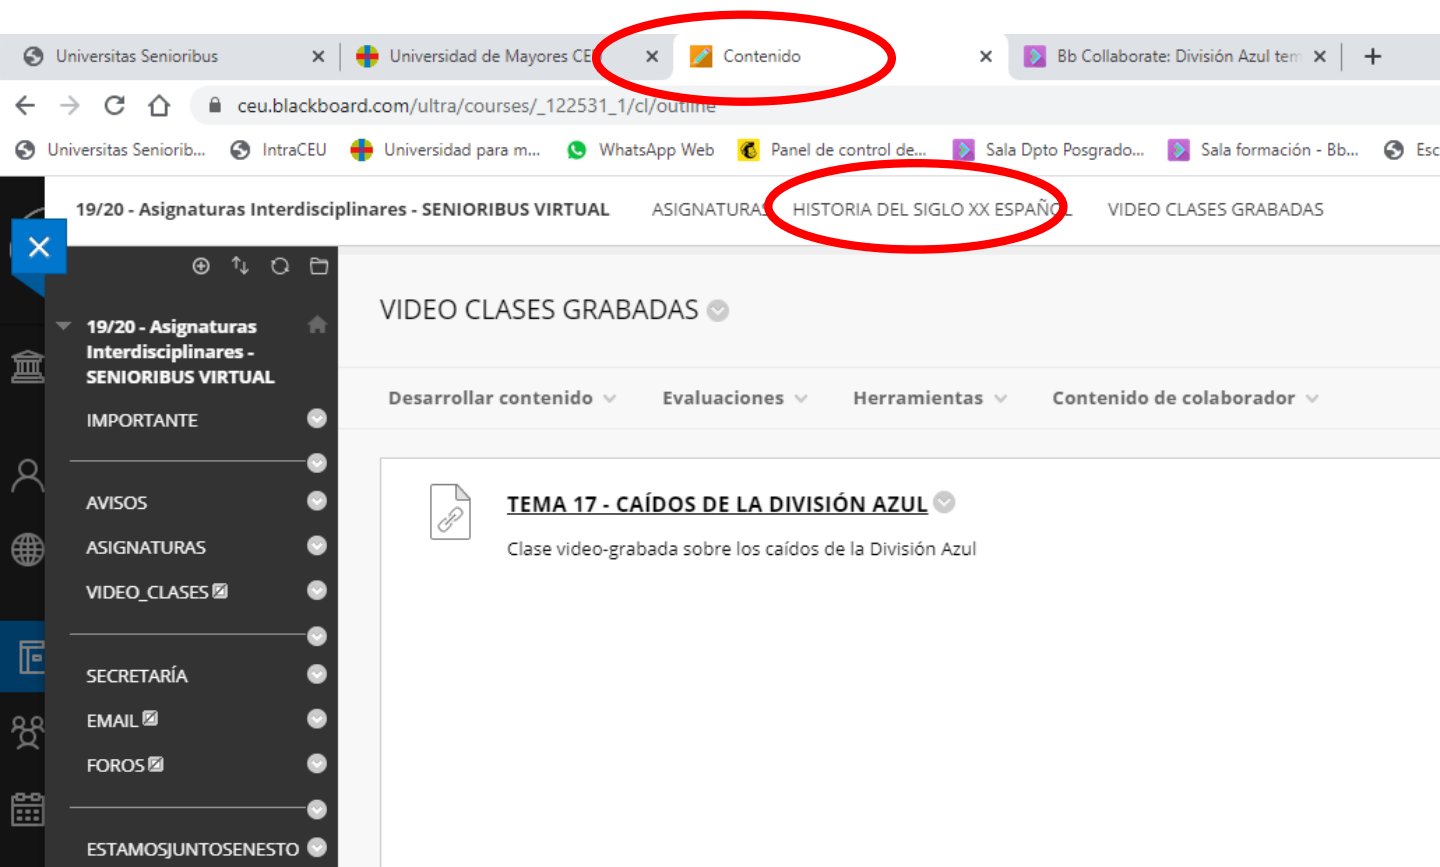 Universitas Senioribus
Universidad de Mayores CE
Contenido
Bb Collaborate: División Azul tem
ceu.blackboard.com/ultra/courses/_122531_1/cl/outline
Universitas Seniorib...
IntraCEU
Universidad para m...
WhatsApp Web
Panel de control de...
Sala Dpto Posgrado...
Sala formación - Bb...
Esc
19/20 - Asignaturas Interdisciplinares - SENIORIBUS VIRTUAL
ASIGNATURAS
HISTORIA DEL SIGLO XX ESPAÑOL
VIDEO CLASES GRABADAS
19/20 - Asignaturas
Interdisciplinares -
SENIORIBUS VIRTUAL
IMPORTANTE
AVISOS
ASIGNATURAS
VIDEO_CLASES
SECRETARÍA
EMAIL
FOROS
ESTAMOSJUNTOSENESTO
VIDEO CLASES GRABADAS
Desarrollar contenido
Evaluaciones
Herramientas
Contenido de colaborador
TEMA 17 - CAÍDOS DE LA DIVISIÓN AZUL
Clase video-grabada sobre los caídos de la División Azul